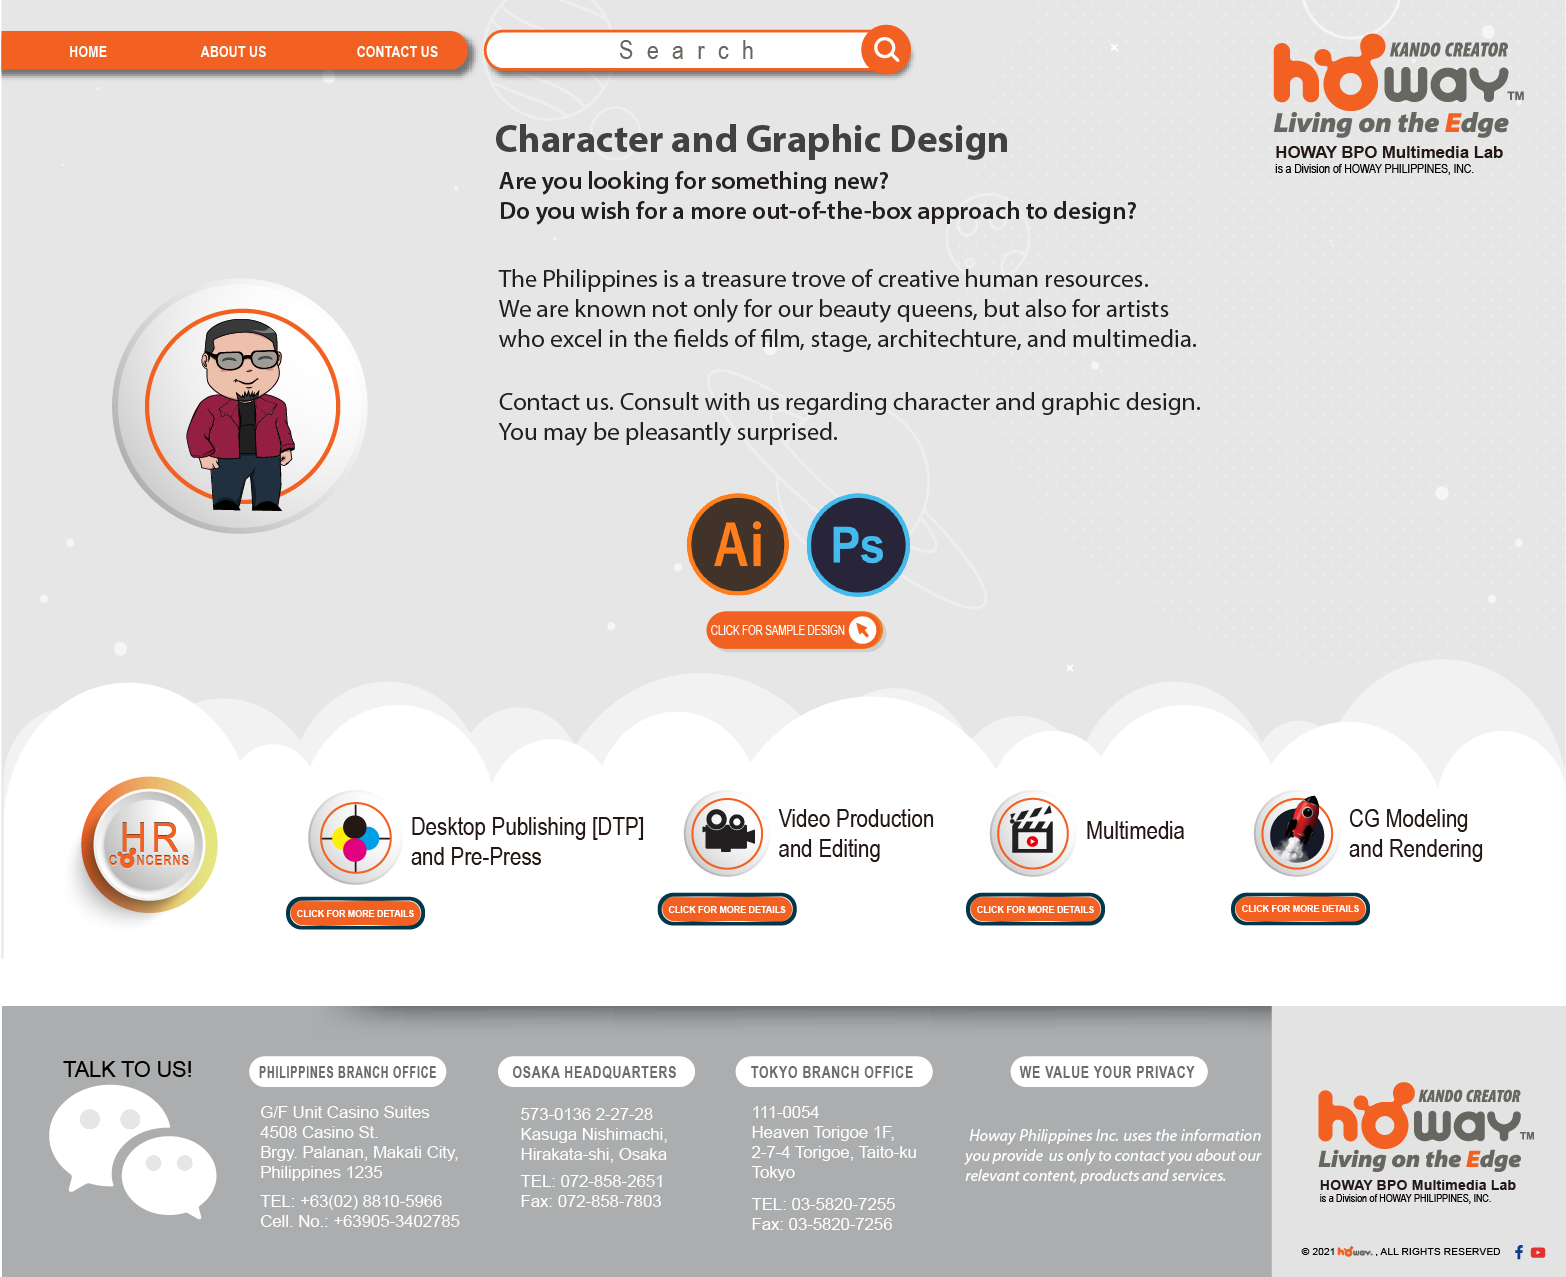 HOME ABOUT US CONTACT US
Search
KANDO CREATOR
howay TM
Living on the Edge
HOWAY BPO Multimedia Lab
is a Division of HOWAY PHILIPPINES, INC.
Character and Graphic Design
Are you looking for something new?
Do you wish for a more out-of-the-box approach to design?
The Philippines is a treasure trove of creative human resources.
We are known not only for our beauty queens, but also for artists
who excel in the fields of film, stage, architechture, and multimedia.
Contact us. Consult with us regarding character and graphic design.
You may be pleasantly surprised.
Ai Ps
CLICK FOR SAMPLE DESIGN
HR
CONCERNS
Desktop Publishing [DTP]
and Pre-Press
CLICK FOR MORE DETAILS
Video Production
and Editing
CLICK FOR MORE DETAILS
Multimedia
CLICK FOR MORE DETAILS
CG Modeling
and Rendering
CLICK FOR MORE DETAILS
TALK TO US!
PHILIPPINES BRANCH OFFICE
G/F Unit Casino Suites
4508 Casino St.
Brgy. Palanan, Makati City,
Philippines 1235
TEL: +63(02) 8810-5966
Cell. No.: +63905-3402785
OSAKA HEADQUARTERS
573-0136 2-27-28
Kasuga Nishimachi,
Hirakata-shi, Osaka
TEL: 072-858-2651
Fax: 072-858-7803
TOKYO BRANCH OFFICE
111-0054
Heaven Torigoe 1F,
2-7-4 Torigoe, Taito-ku
Tokyo
TEL: 03-5820-7255
Fax: 03-5820-7256
WE VALUE YOUR PRIVACY
Howay Philippines Inc. uses the information
you provide us only to contact you about our
relevant content, products and services.
KANDO CREATOR
howay TM
Living on the Edge
HOWAY BPO Multimedia Lab
is a Division of HOWAY PHILIPPINES, INC.
© 2021 howay. , ALL RIGHTS RESERVED